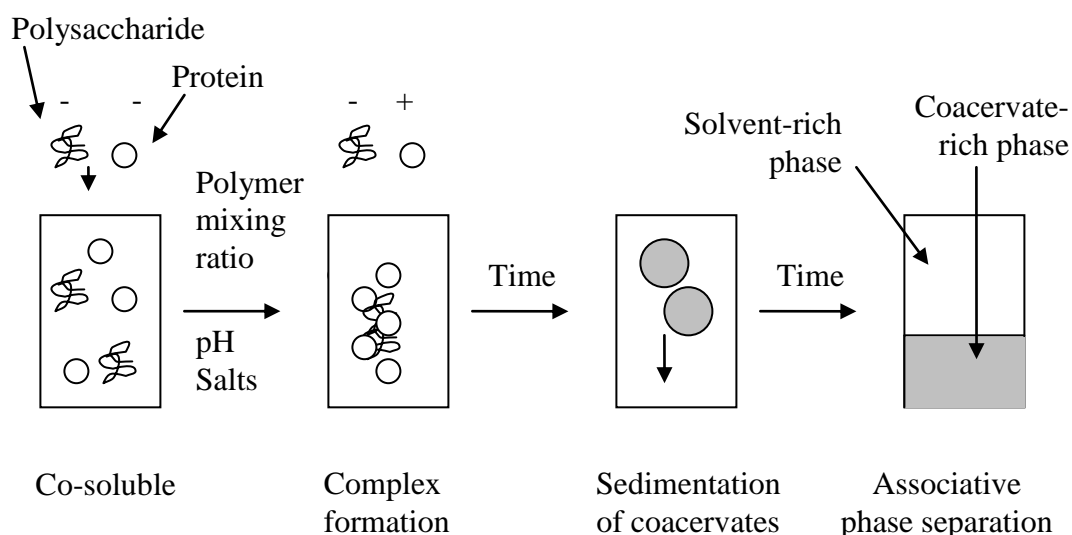 Polysaccharide
Protein
- -
- +
Polymer
mixing
ratio
pH
Salts
Time
Time
Solvent-rich
phase
Coacervate-
rich phase
Co-soluble
Complex
formation
Sedimentation
of coacervates
Associative
phase separation